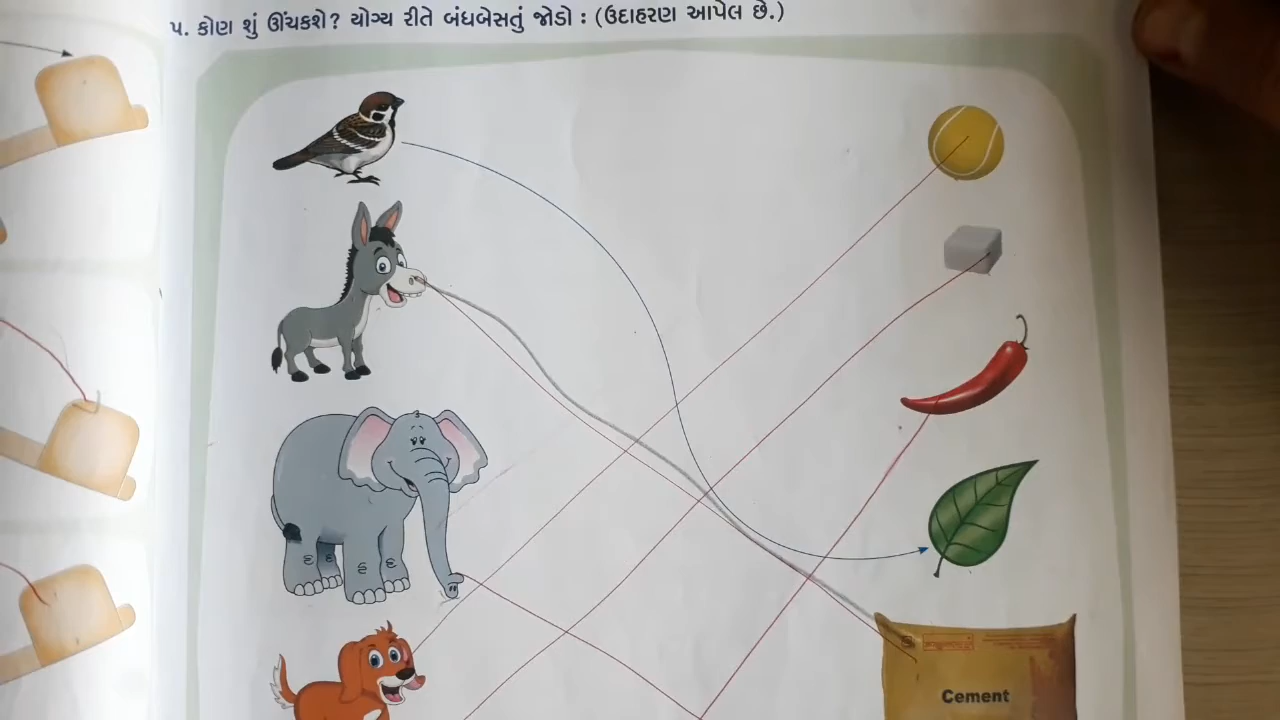 ૫. કોણ શું ઊંચકશે? યોગ્ય રીતે બંધબેસતું જોડો : (ઉદાહરણ આપેલ છે.)
Cement